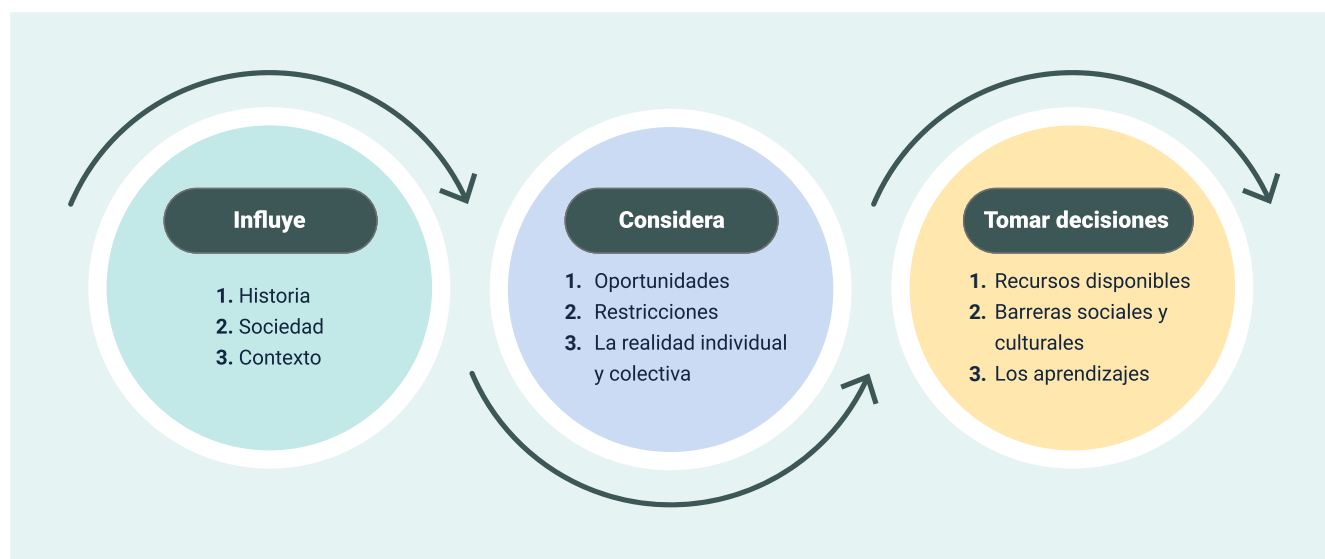 Influye
1. Historia
2. Sociedad
3. Contexto
Considera
1. Oportunidades
2. Restricciones
3. La realidad individual
y colectiva
Tomar decisiones
1. Recursos disponibles
2. Barreras sociales y
culturales
3. Los aprendizajes